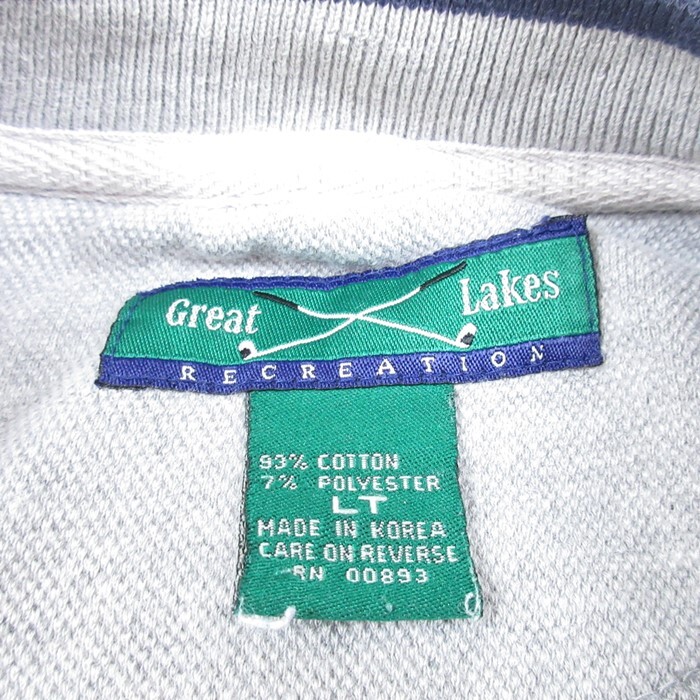 Great Lakes
RECREATION
93% COTTON
7% POLYESTER
LT
MADE IN KOREA
CARE ON REVERSE
RN 00893